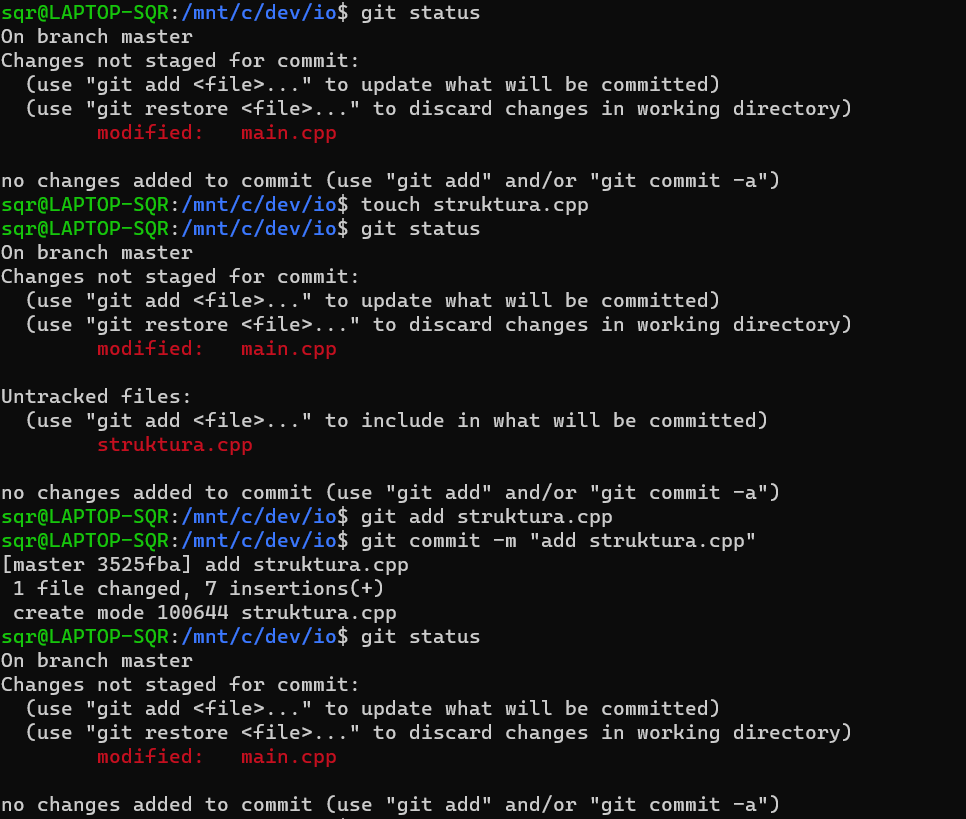 sqr@LAPTOP-SQR:/mnt/c/dev/io$ git status
On branch master
Changes not staged for commit:
  (use "git add <file>..." to update what will be committed)
  (use "git restore <file>..." to discard changes in working directory)
        modified:   main.cpp

no changes added to commit (use "git add" and/or "git commit -a")
sqr@LAPTOP-SQR:/mnt/c/dev/io$ touch struktura.cpp
sqr@LAPTOP-SQR:/mnt/c/dev/io$ git status
On branch master
Changes not staged for commit:
  (use "git add <file>..." to update what will be committed)
  (use "git restore <file>..." to discard changes in working directory)
        modified:   main.cpp

Untracked files:
  (use "git add <file>..." to include in what will be committed)
        struktura.cpp

no changes added to commit (use "git add" and/or "git commit -a")
sqr@LAPTOP-SQR:/mnt/c/dev/io$ git add struktura.cpp
sqr@LAPTOP-SQR:/mnt/c/dev/io$ git commit -m "add struktura.cpp"
[master 3525fba] add struktura.cpp
 1 file changed, 7 insertions(+)
 create mode 100644 struktura.cpp
sqr@LAPTOP-SQR:/mnt/c/dev/io$ git status
On branch master
Changes not staged for commit:
  (use "git add <file>..." to update what will be committed)
  (use "git restore <file>..." to discard changes in working directory)
        modified:   main.cpp

no changes added to commit (use "git add" and/or "git commit -a")